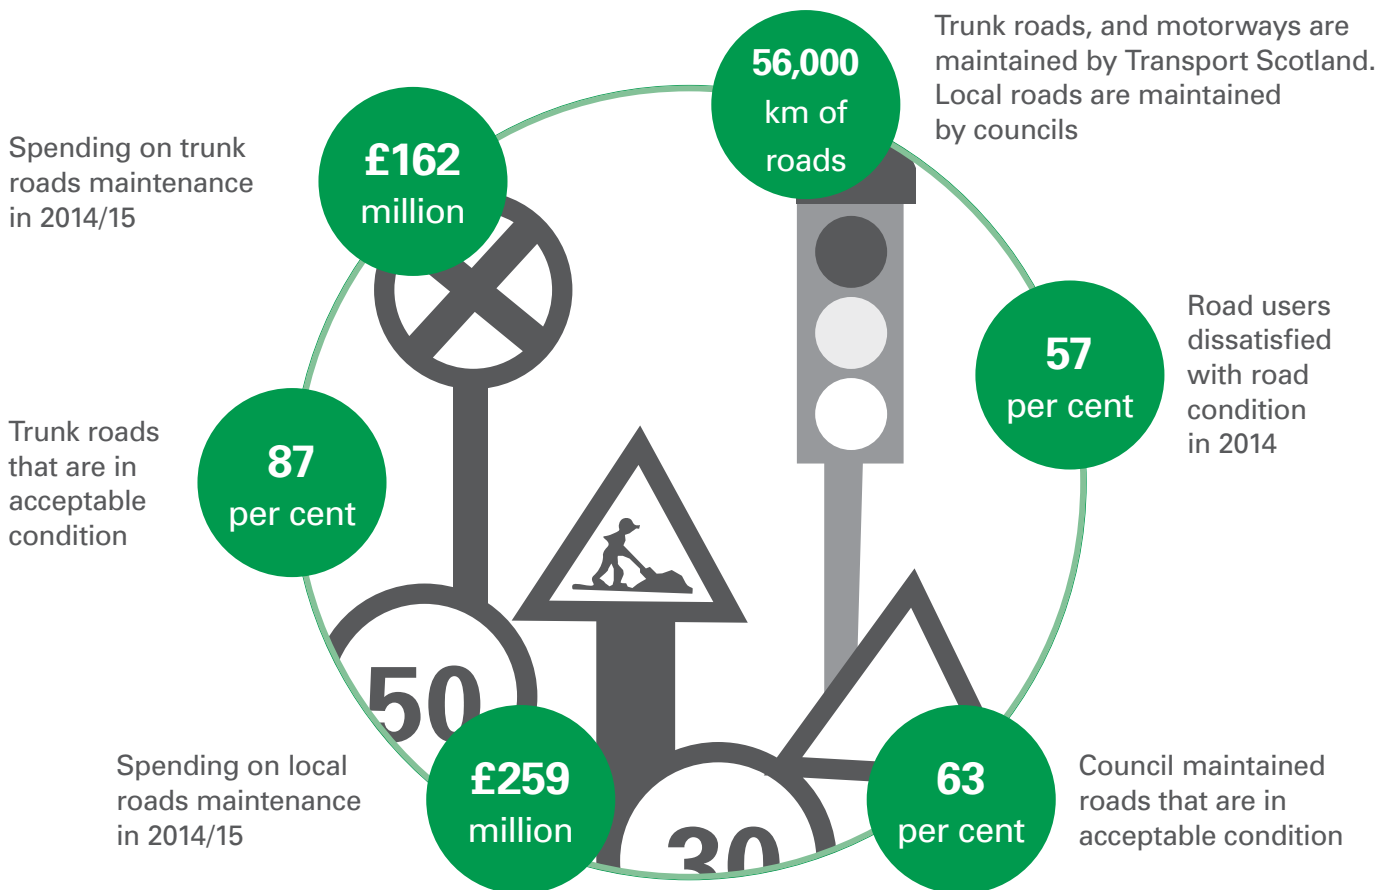 56,000
km of
roads
Trunk roads, and motorways are
maintained by Transport Scotland.
Local roads are maintained
by councils
Spending on trunk
roads maintenance
in 2014/15
£162
million
57
per cent
Road users
dissatisfied
with road
condition
in 2014
Trunk roads
that are in
acceptable
condition
87
per cent
50
Spending on local
roads maintenance
in 2014/15
£259
million
30
63
per cent
Council maintained
roads that are in
acceptable condition